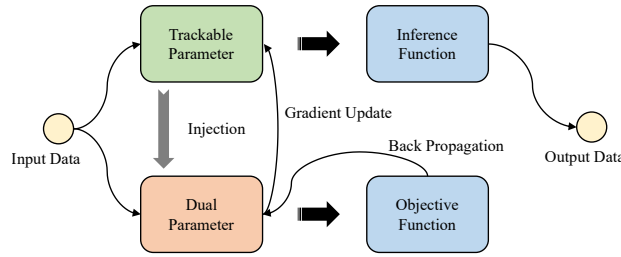 Trackable
Parameter
Inference
Function
Input Data
Injection
Gradient Update
Back Propagation
Output Data
Dual
Parameter
Objective
Function